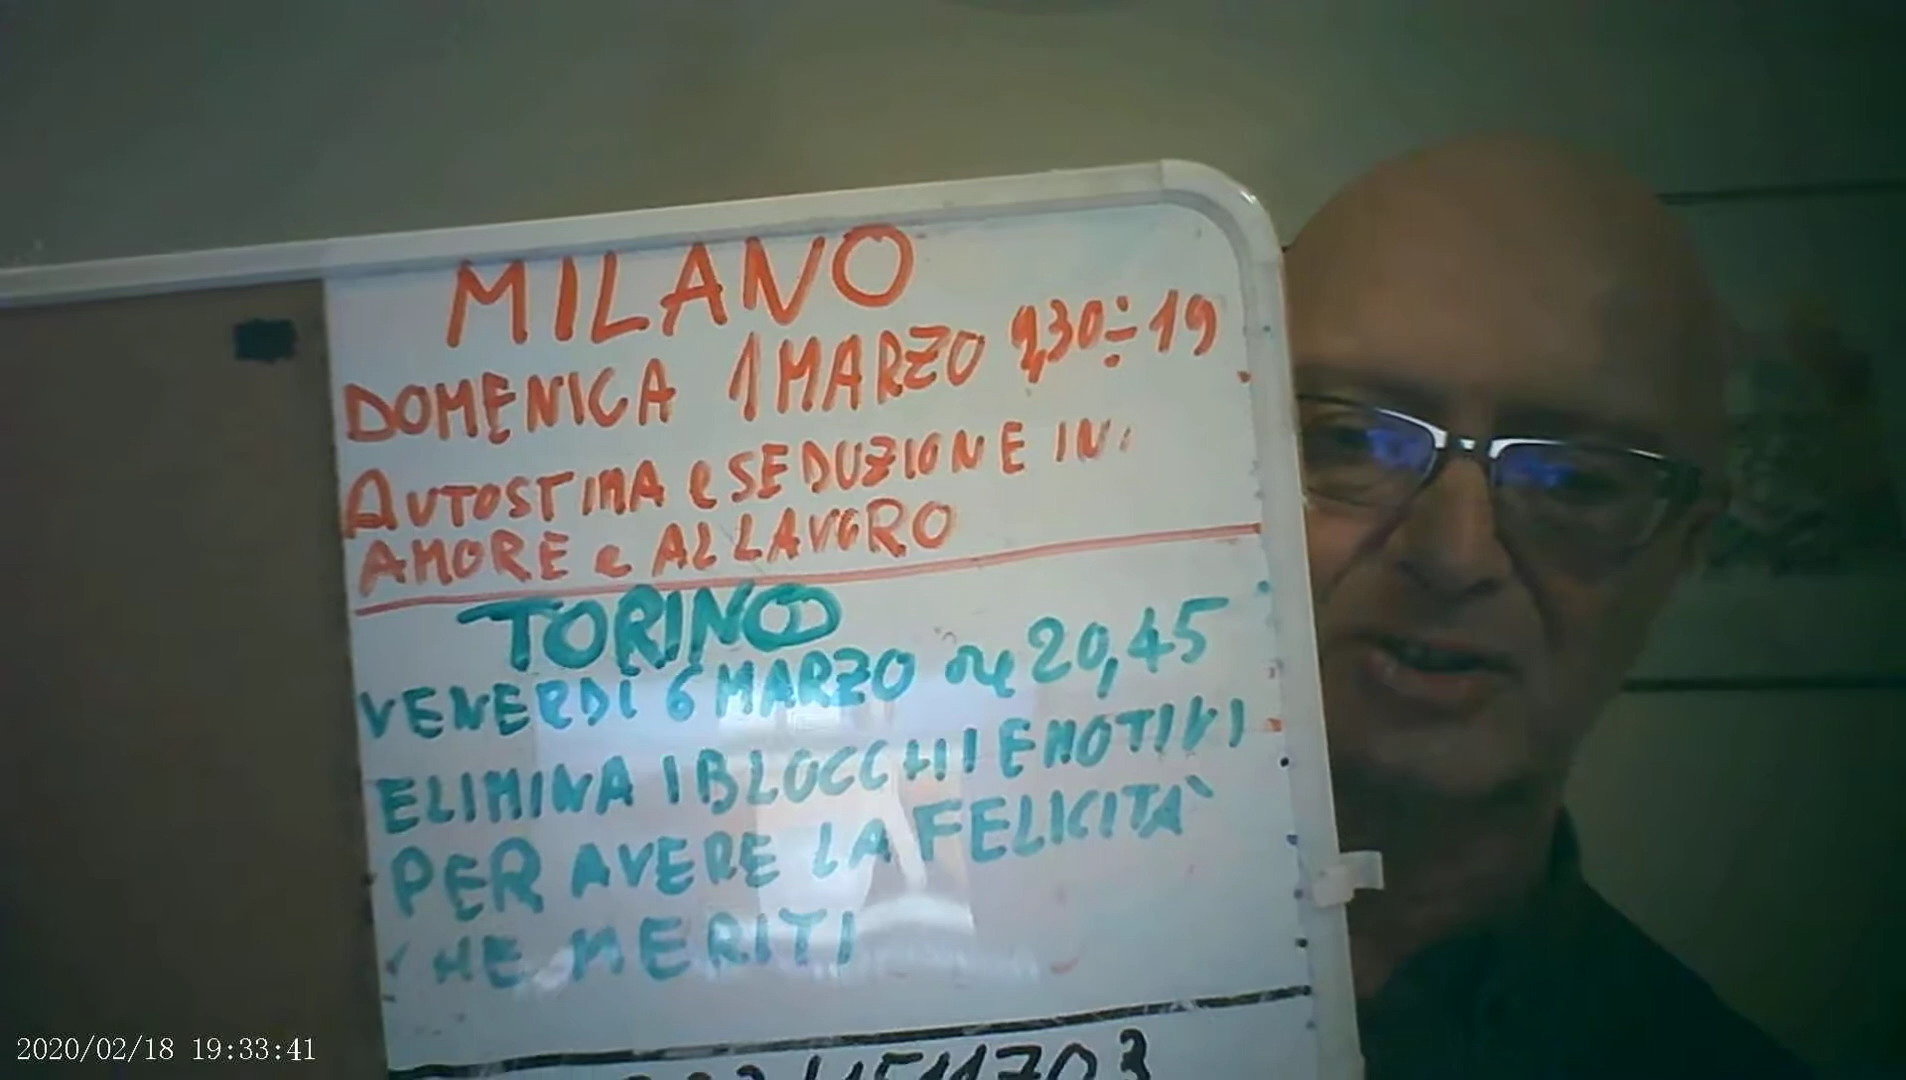 MILANO
DOMENICA 1 MARZO 9,30÷19
AUTOSTIMA e SEDUZIONE IN
AMORE e AL LAVORO
TORINO
VENERDÌ 6 MARZO ore 20,45
ELIMINA I BLOCCHI EMOTIVI
PER AVERE LA FELICITÀ
CHE MERITI
2020/02/18 19:33:41